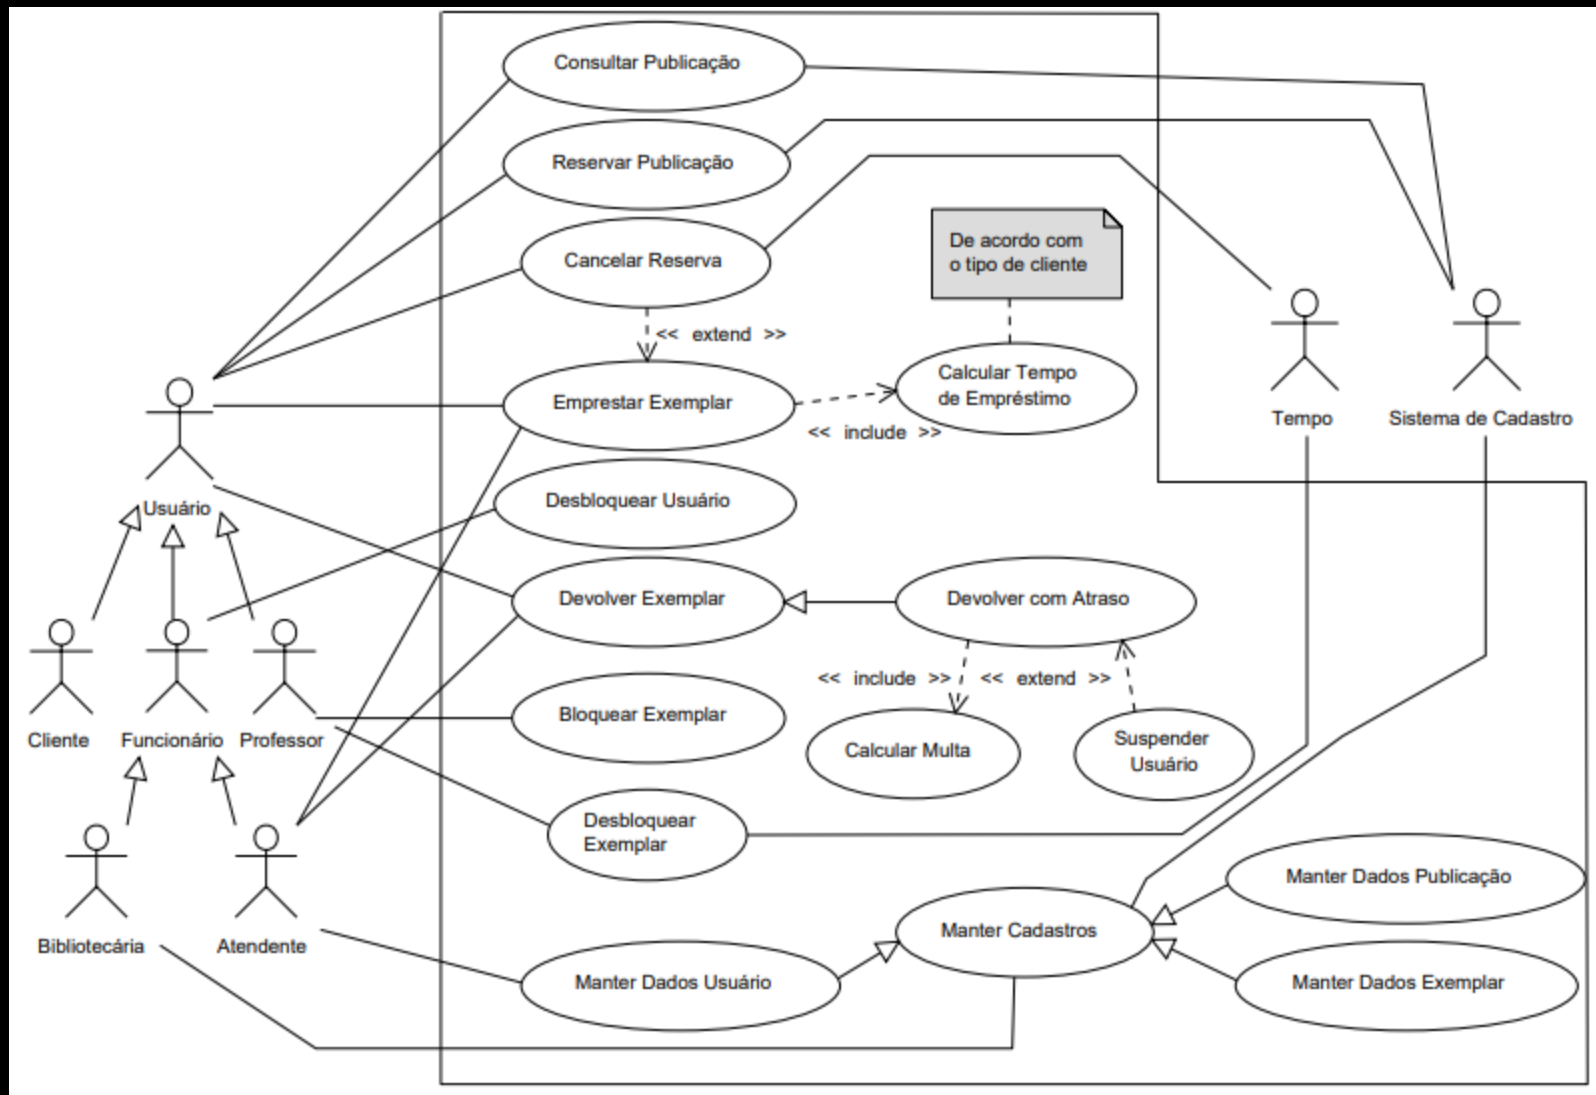 Consultar Publicação
Reservar Publicação
Cancelar Reserva
De acordo com
o tipo de cliente
<< extend >>
Emprestar Exemplar
Calcular Tempo
de Empréstimo
<< include >>
Tempo
Sistema de Cadastro
Usuário
Desbloquear Usuário
Devolver Exemplar
Devolver com Atraso
<< include >>
<< extend >>
Cliente
Funcionário
Professor
Bloquear Exemplar
Calcular Multa
Suspender
Usuário
Desbloquear
Exemplar
Manter Dados Publicação
Bibliotecária
Atendente
Manter Cadastros
Manter Dados Usuário
Manter Dados Exemplar